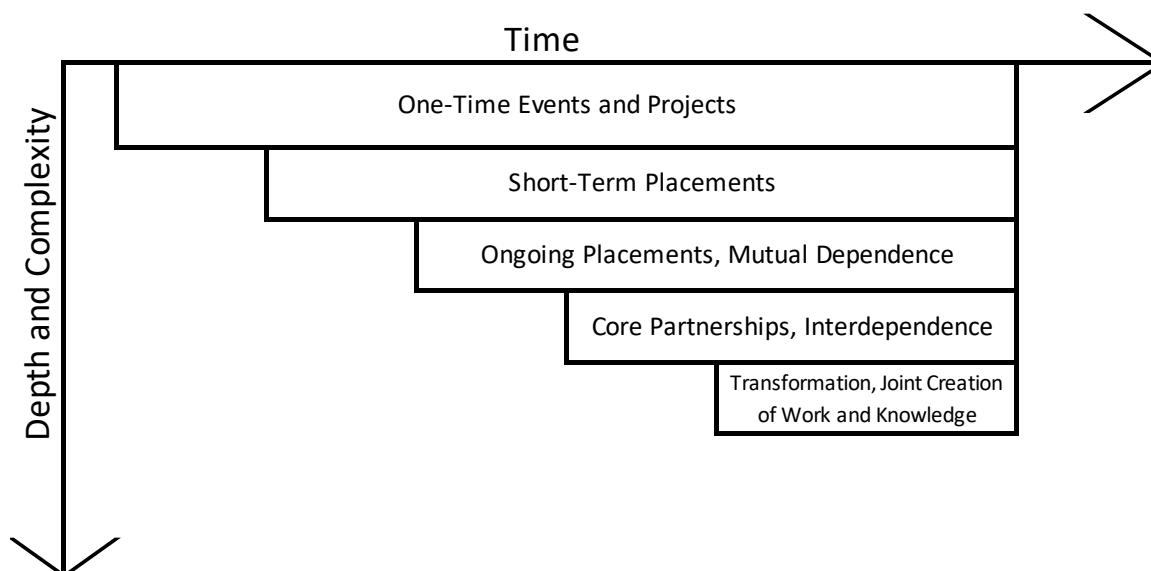 Time
Depth and Complexity
One-Time Events and Projects
Short-Term Placements
Ongoing Placements, Mutual Dependence
Core Partnerships, Interdependence
Transformation, Joint Creation
of Work and Knowledge